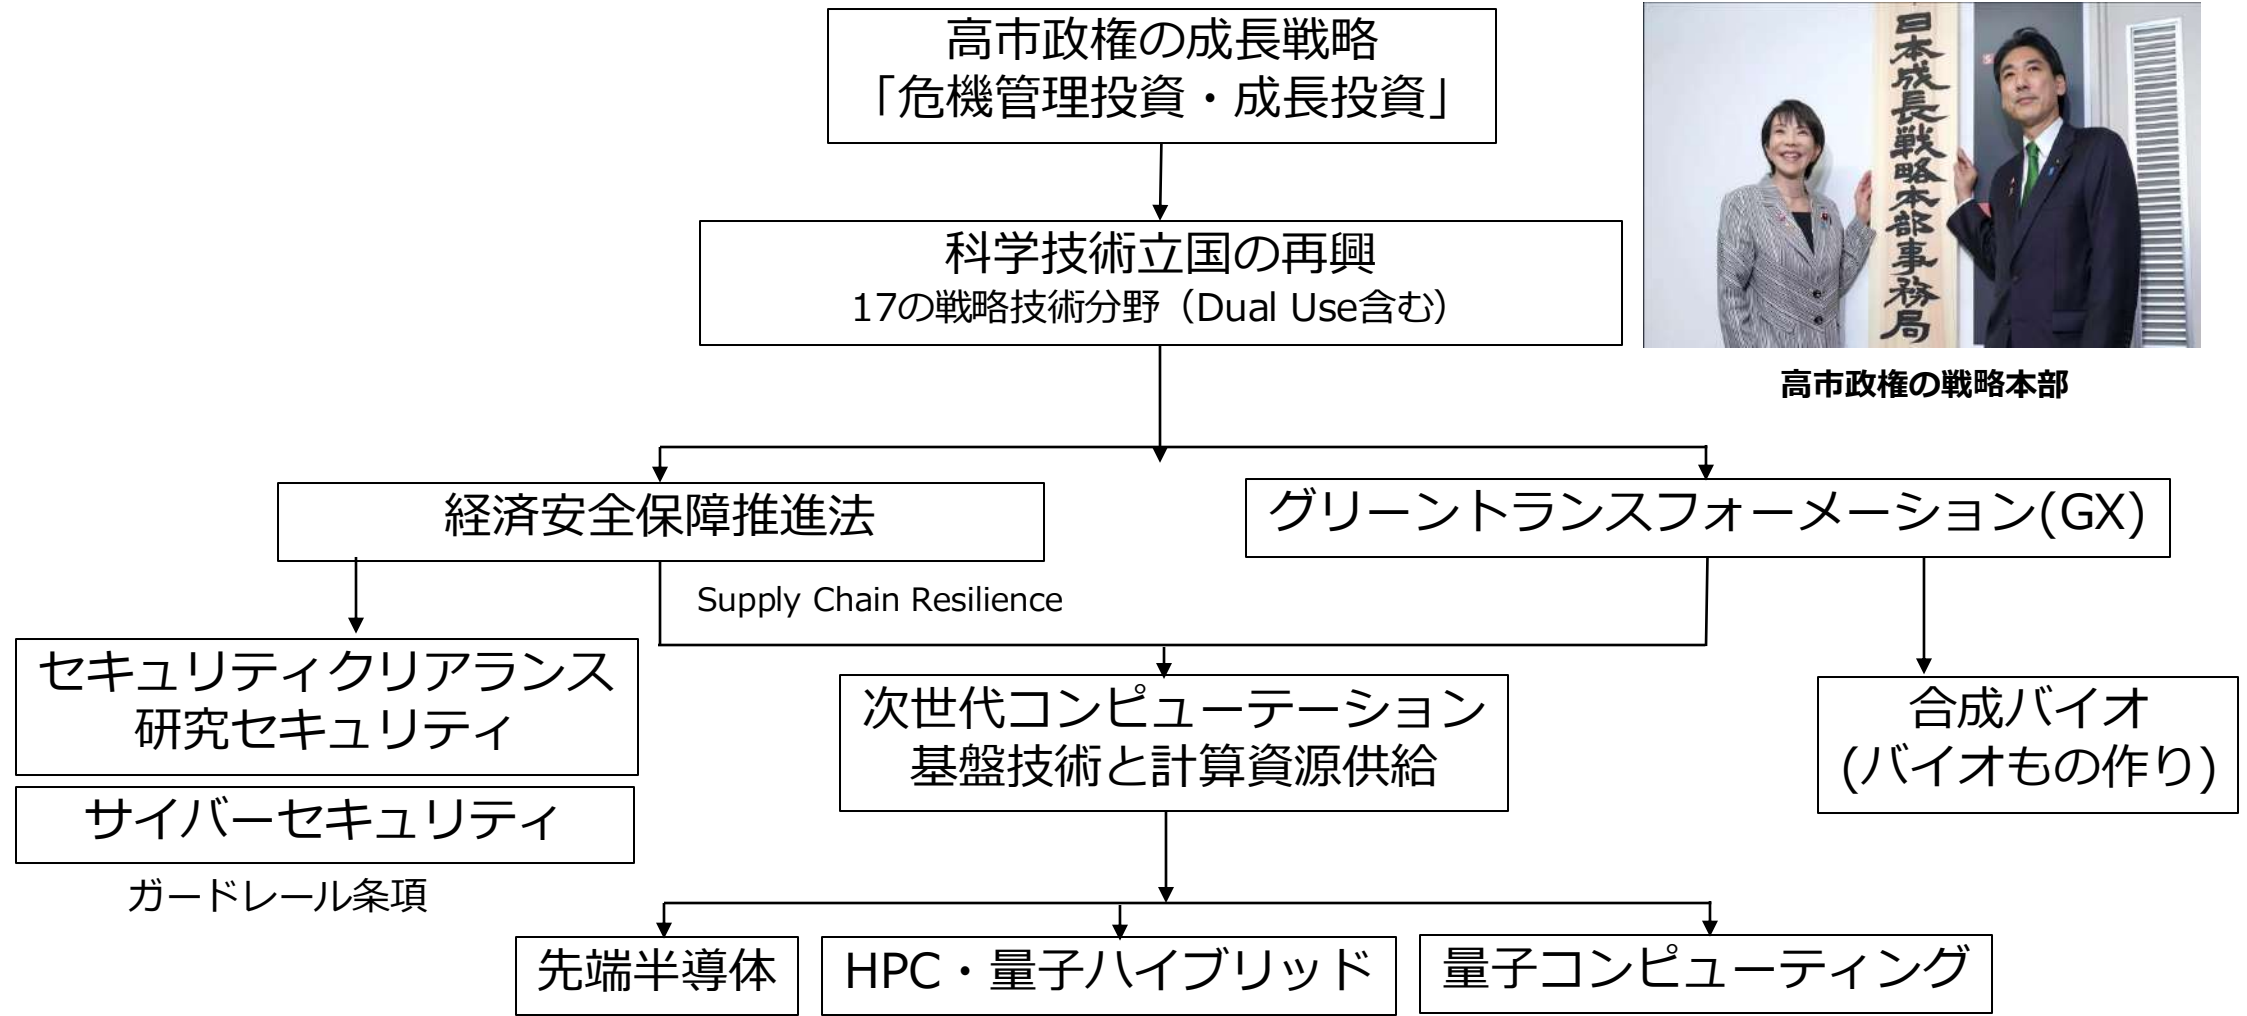 高市政権の成長戦略
「危機管理投資・成長投資」
日本成長戦略本部事務局
高市政権の戦略本部
科学技術立国の再興
17の戦略技術分野（Dual Use含む）
経済安全保障推進法
グリーントランスフォーメーション(GX)
Supply Chain Resilience
セキュリティクリアランス
研究セキュリティ
サイバーセキュリティ
ガードレール条項
次世代コンピューテーション
基盤技術と計算資源供給
合成バイオ
(バイオもの作り)
先端半導体
HPC・量子ハイブリッド
量子コンピューティング